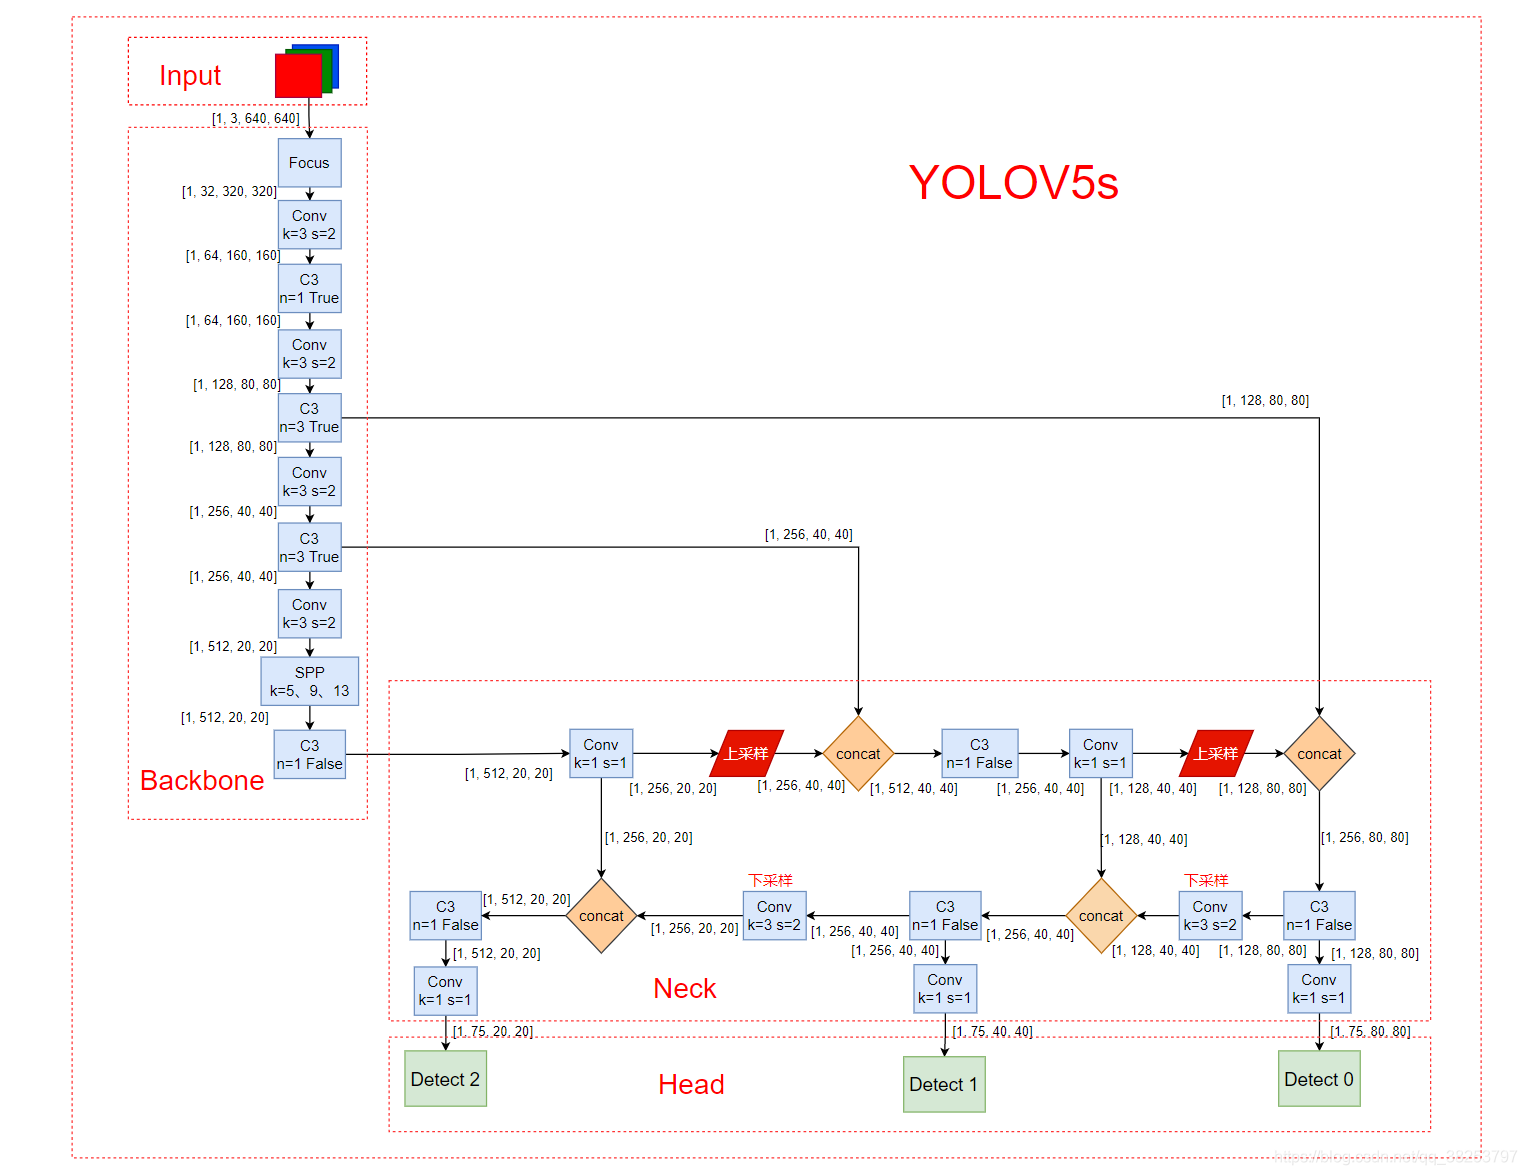 Input
[1, 3, 640, 640]
Focus
[1, 32, 320, 320]
Conv
k=3 s=2
[1, 64, 160, 160]
C3
n=1 True
[1, 64, 160, 160]
Conv
k=3 s=2
[1, 128, 80, 80]
C3
n=3 True
[1, 128, 80, 80]
Conv
k=3 s=2
[1, 256, 40, 40]
C3
n=3 True
[1, 256, 40, 40]
Conv
k=3 s=2
[1, 512, 20, 20]
SPP
k=5、9、13
[1, 512, 20, 20]
C3
n=1 False
Backbone
YOLOV5s
[1, 128, 80, 80]
[1, 256, 40, 40]
[1, 512, 20, 20]
Conv
k=1 s=1
[1, 256, 20, 20]
上采样
[1, 256, 40, 40]
concat
[1, 512, 40, 40]
C3
n=1 False
[1, 256, 40, 40]
Conv
k=1 s=1
[1, 128, 40, 40]
上采样
[1, 128, 80, 80]
concat
[1, 256, 20, 20]
[1, 128, 40, 40]
[1, 256, 80, 80]
C3
n=1 False
[1, 512, 20, 20]
concat
[1, 256, 20, 20]
下采样
Conv
k=3 s=2
[1, 256, 40, 40]
C3
n=1 False
[1, 256, 40, 40]
concat
[1, 128, 40, 40]
下采样
Conv
k=3 s=2
[1, 128, 80, 80]
C3
n=1 False
[1, 512, 20, 20]
[1, 256, 40, 40]
[1, 128, 80, 80]
Conv
k=1 s=1
Neck
Conv
k=1 s=1
Conv
k=1 s=1
[1, 75, 20, 20]
[1, 75, 40, 40]
[1, 75, 80, 80]
Detect 2
Head
Detect 1
Detect 0
https://blog.csdn.net/qq_38253797